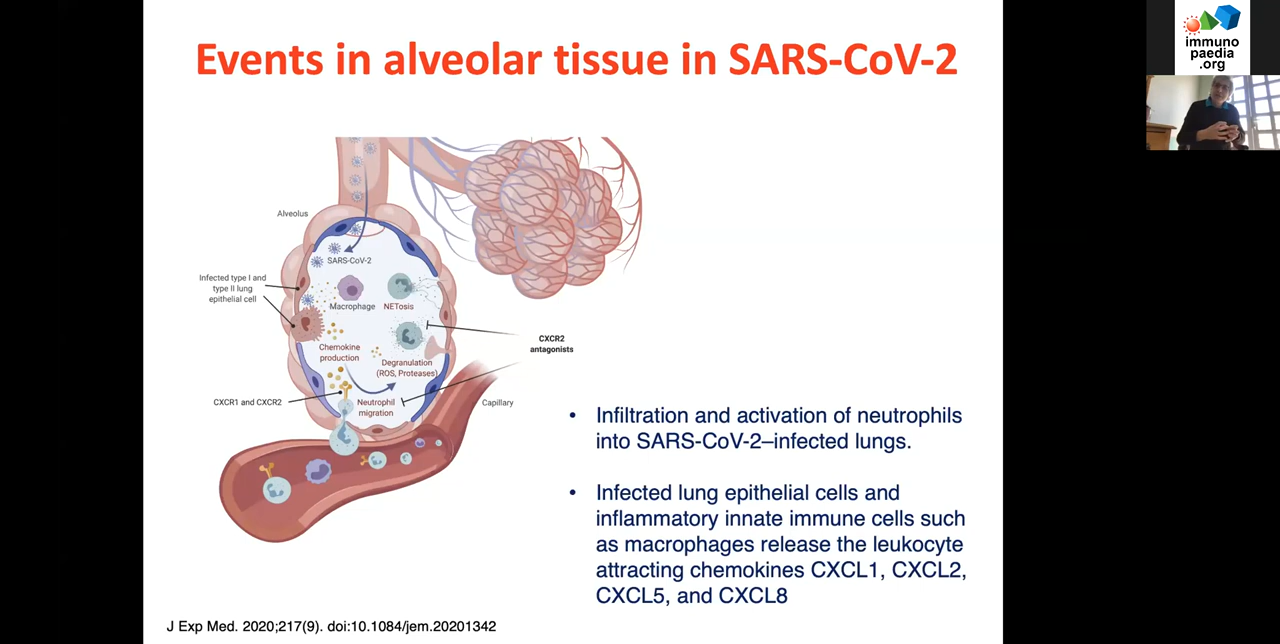 Events in alveolar tissue in SARS-CoV-2
immuno
paedia
.org
Alveolus
SARS-CoV-2
Infected type I and
type II lung
epithelial cell
Macrophage
NETosis
Chemokine
production
Degranulation
(ROS, Proteases)
CXCR2
antagonists
CXCR1 and CXCR2
Neutrophil
migration
Capillary
• Infiltration and activation of neutrophils
into SARS-CoV-2–infected lungs.
• Infected lung epithelial cells and
inflammatory innate immune cells such
as macrophages release the leukocyte
attracting chemokines CXCL1, CXCL2,
CXCL5, and CXCL8
J Exp Med. 2020;217(9). doi:10.1084/jem.20201342